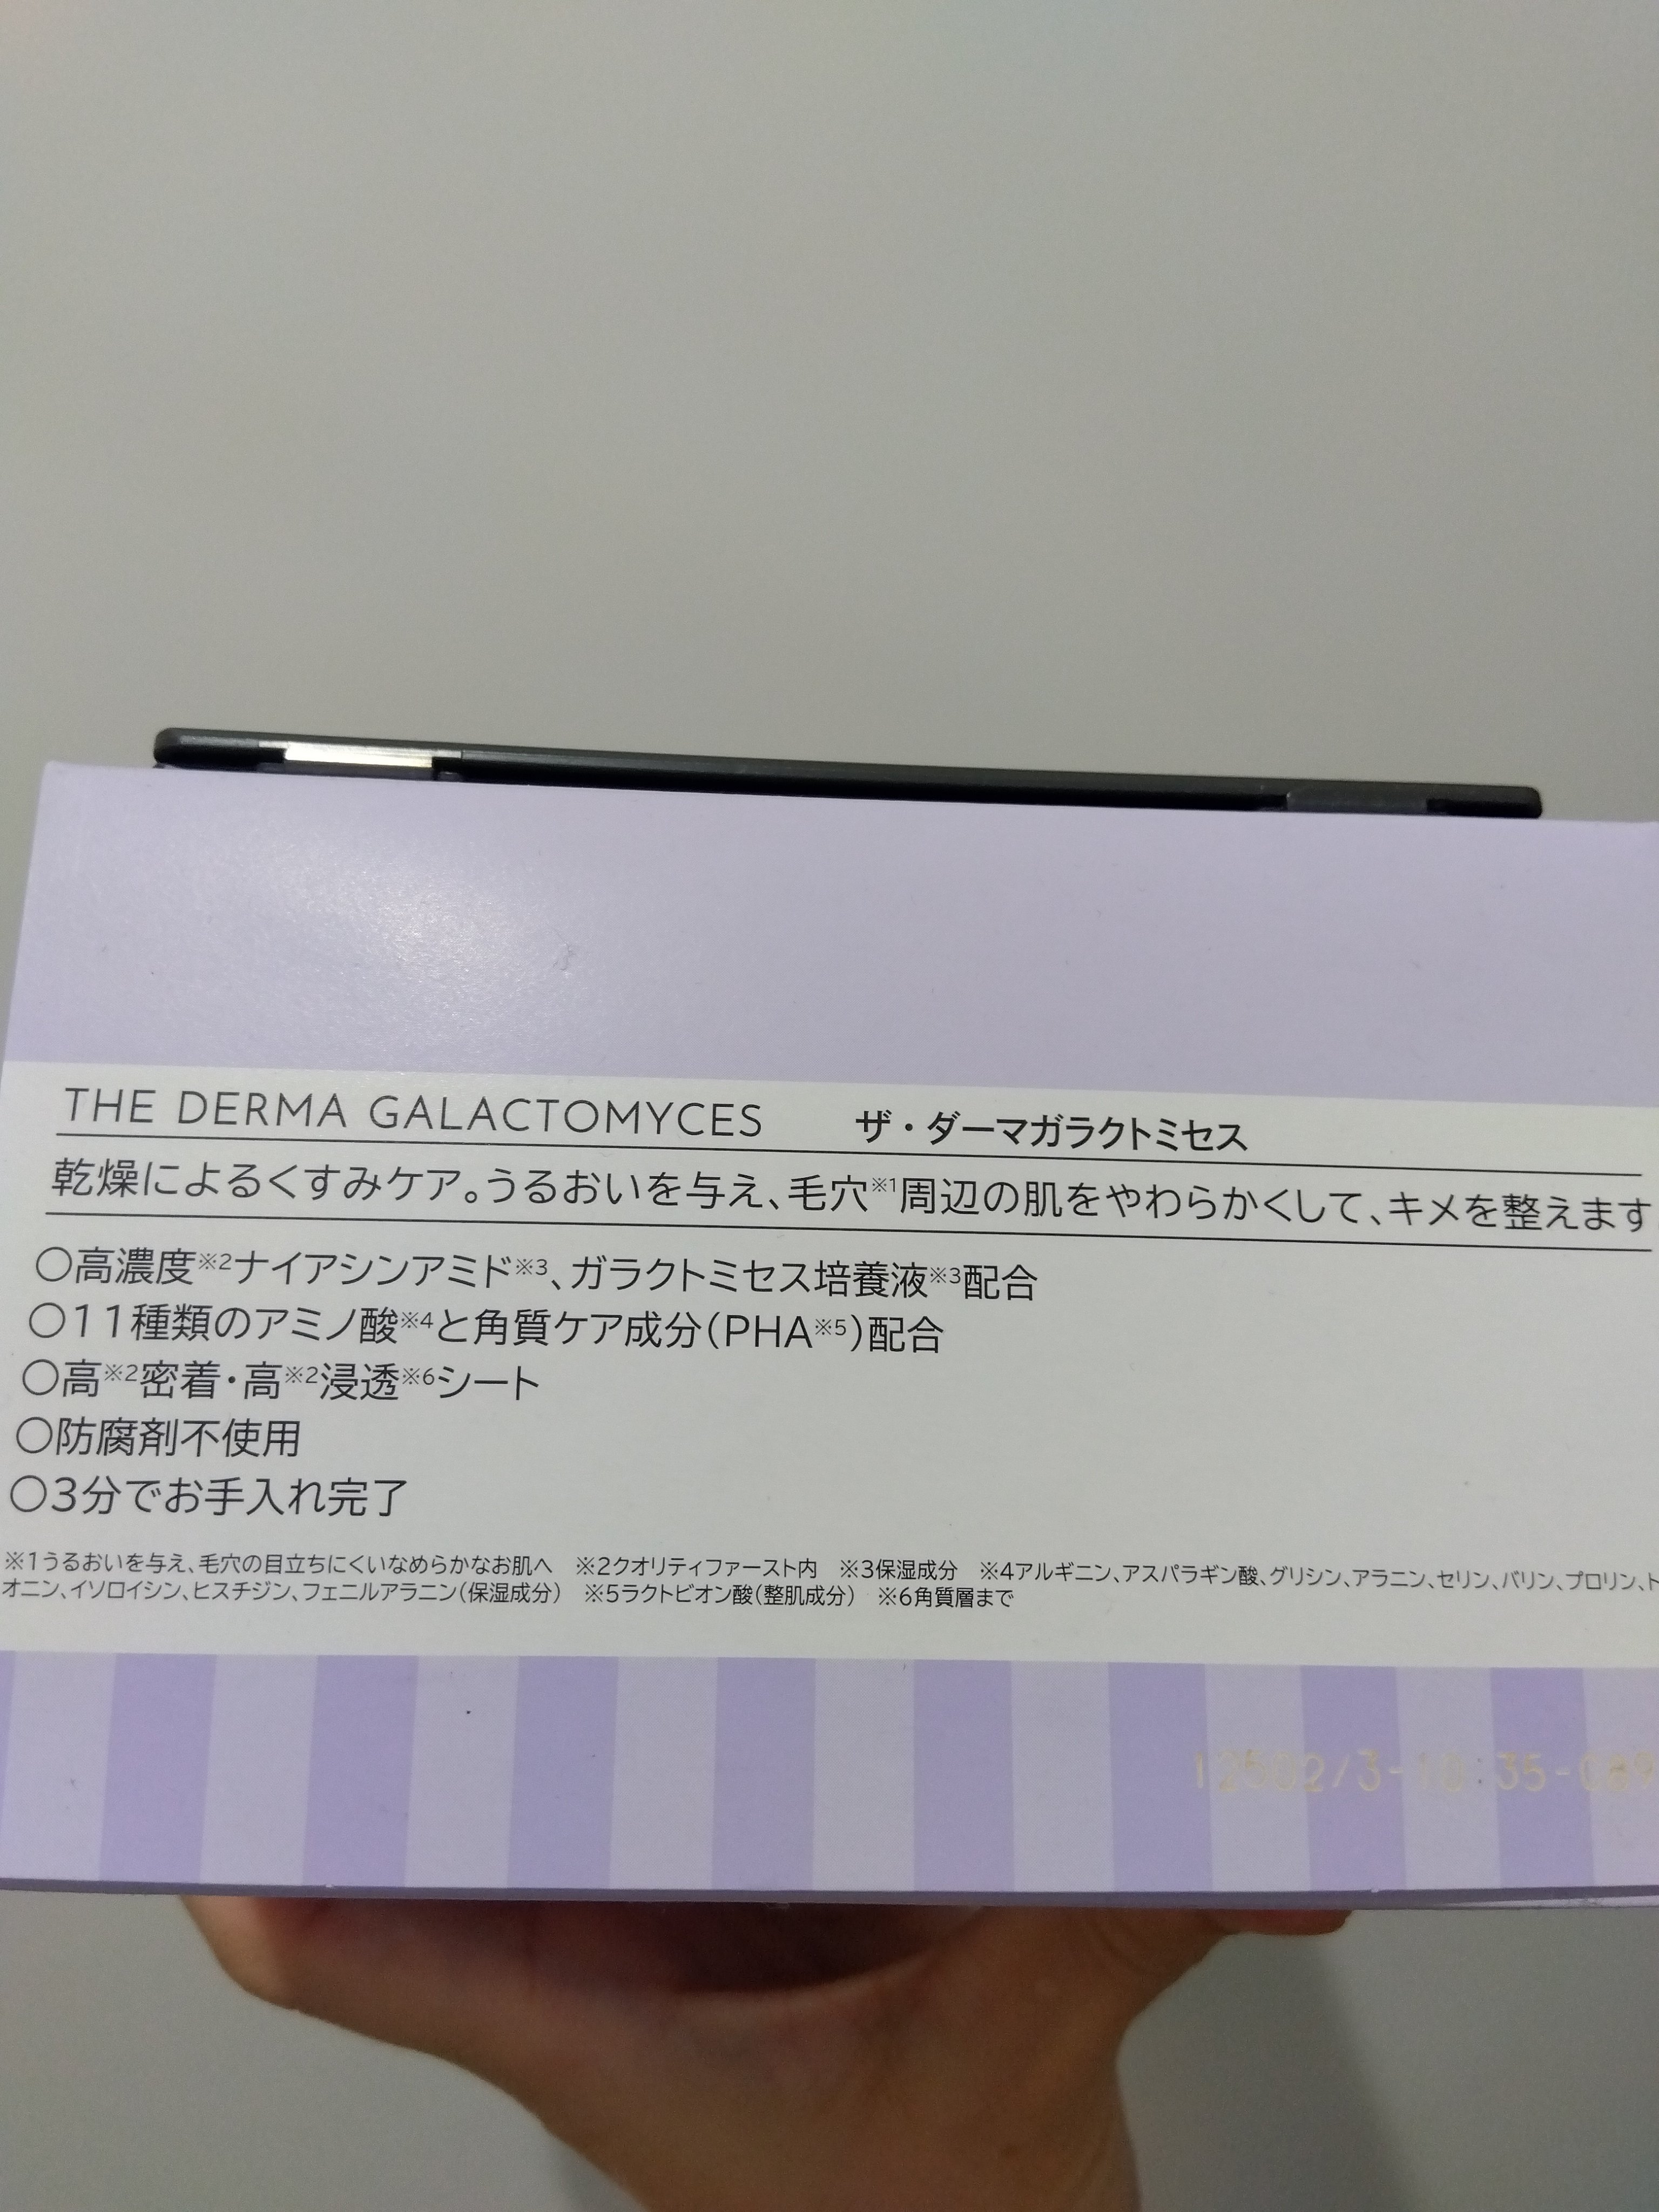 THE DERMA GALACTOMYCES ザ・ダーマガラクトミセス
乾燥によるくすみケア。うるおいを与え、毛穴※1周辺の肌をやわらかくして、キメを整えます
○高濃度※2ナイアシンアミド※3、ガラクトミセス培養液※3配合
○11種類のアミノ酸※4と角質ケア成分(PHA※5)配合
○高※2密着・高※2浸透※6シート
○防腐剤不使用
○3分でお手入れ完了
※1うるおいを与え、毛穴の目立ちにくいなめらかなお肌へ ※2クオリティファースト内 ※3保湿成分 ※4アルギニン、アスパラギン酸、グリシン、アラニン、セリン、バリン、プロリン、ト
オニン、イソロイシン、ヒスチジン、フェニルアラニン(保湿成分) ※5ラクトビオン酸(整肌成分) ※6角質層まで
12502/3-10:35-089